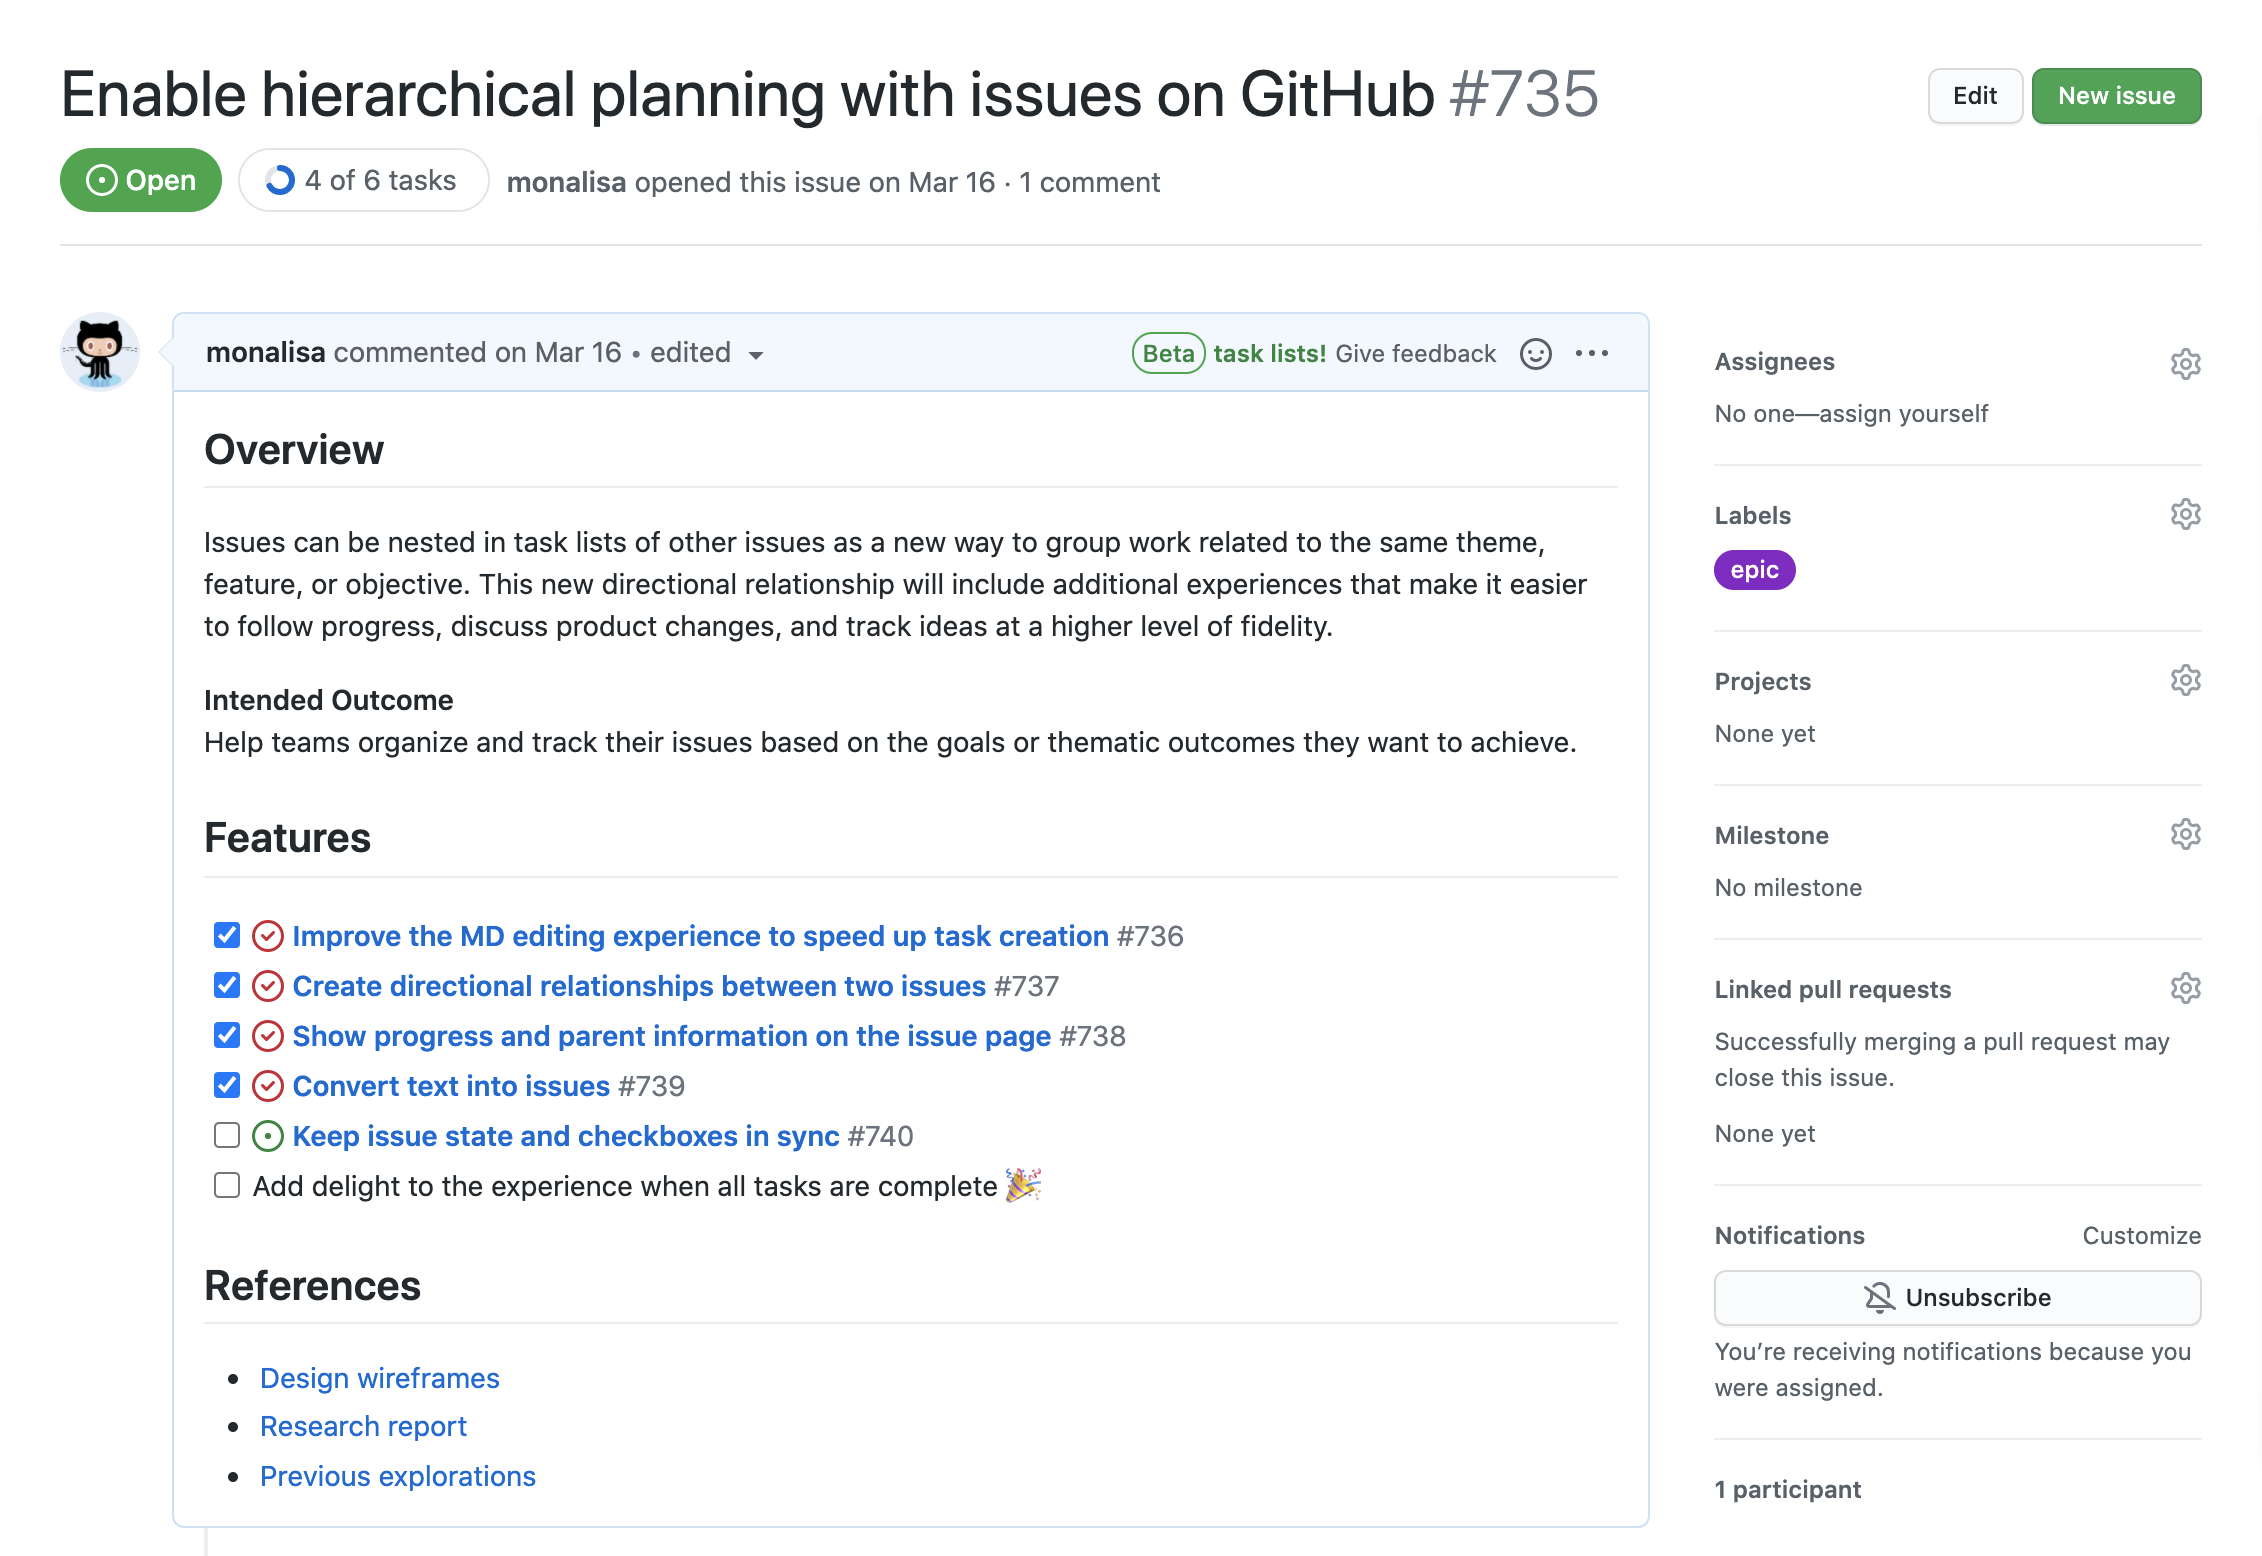 Enable hierarchical planning with issues on GitHub #735
Edit
New issue
Open
4 of 6 tasks
monalisa opened this issue on Mar 16 · 1 comment
monalisa commented on Mar 16 • edited
Beta task lists! Give feedback
Overview
Issues can be nested in task lists of other issues as a new way to group work related to the same theme,
feature, or objective. This new directional relationship will include additional experiences that make it easier
to follow progress, discuss product changes, and track ideas at a higher level of fidelity.
Intended Outcome
Help teams organize and track their issues based on the goals or thematic outcomes they want to achieve.
Features
Improve the MD editing experience to speed up task creation #736
Create directional relationships between two issues #737
Show progress and parent information on the issue page #738
Convert text into issues #739
Keep issue state and checkboxes in sync #740
Add delight to the experience when all tasks are complete 🎉
References
• Design wireframes
• Research report
• Previous explorations
Assignees
No one—assign yourself
Labels
epic
Projects
None yet
Milestone
No milestone
Linked pull requests
Successfully merging a pull request may
close this issue.
None yet
Notifications
Customize
Unsubscribe
You’re receiving notifications because you
were assigned.
1 participant